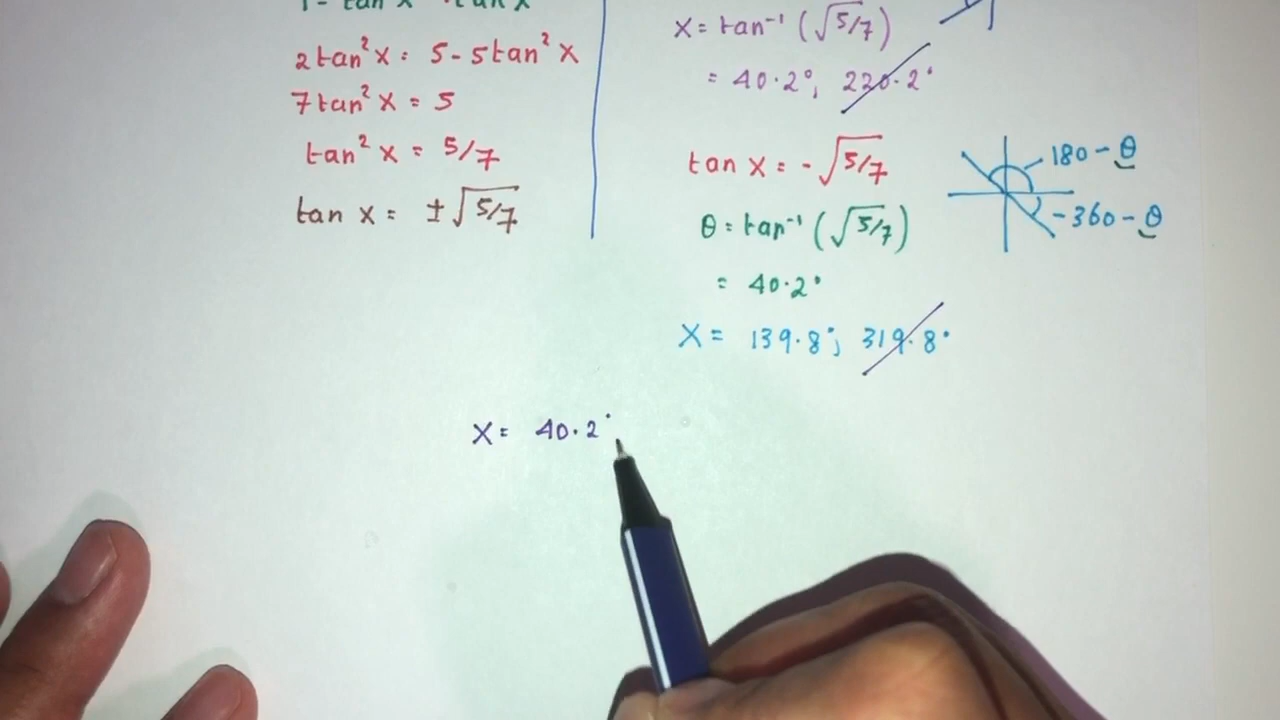 2tan²x = 5 - 5tan²x
7tan²x = 5
tan²x = 5/7
tan x = ±√5/7
x = tan⁻¹(√5/7)
= 40.2°, 220.2°
tan x = -√5/7
θ = tan⁻¹(√5/7)
= 40.2°
x = 139.8°, 319.8°
180 - θ
360 - θ
x = 40.2°